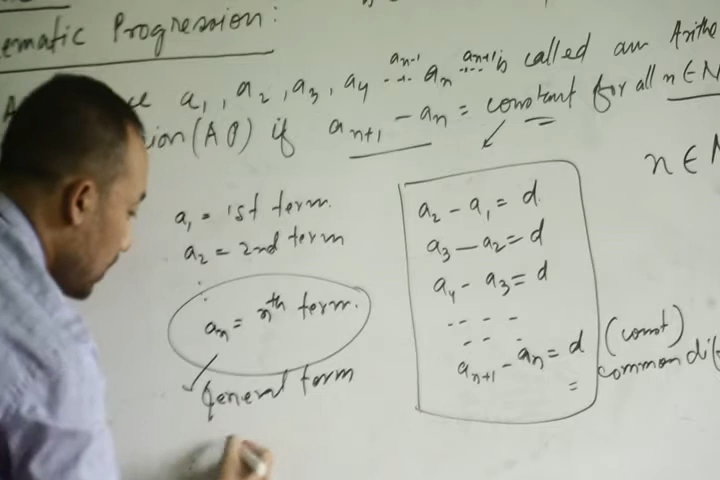 ematic Progression:
a₁, a₂, a₃, a₄ ... aₙ₋₁ aₙ aₙ₊₁ ... is called an Arithe
ion (AP) if aₙ₊₁ - aₙ = constant for all n ∈ N
n ∈ N
a₁ = 1st term.
a₂ = 2nd term
aₙ = nth term.
General term
a₂ - a₁ = d
a₃ - a₂ = d
a₄ - a₃ = d
- - - -
- - -
aₙ₊₁ - aₙ = d (const)
= common dif